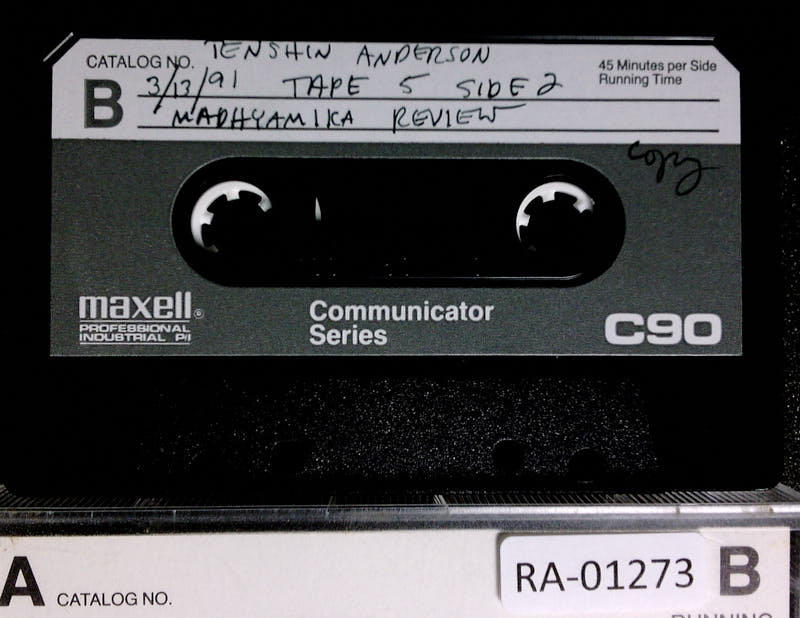 TENSHIN ANDERSON
CATALOG NO.
45 Minutes per Side
Running Time
B
3/13/91 TAPE 5 SIDE 2
MADHYAMIKA REVIEW
copy
maxell®
PROFESSIONAL
INDUSTRIAL P/I
Communicator
Series
C90
A CATALOG NO.
RA-01273
B
RUNNING